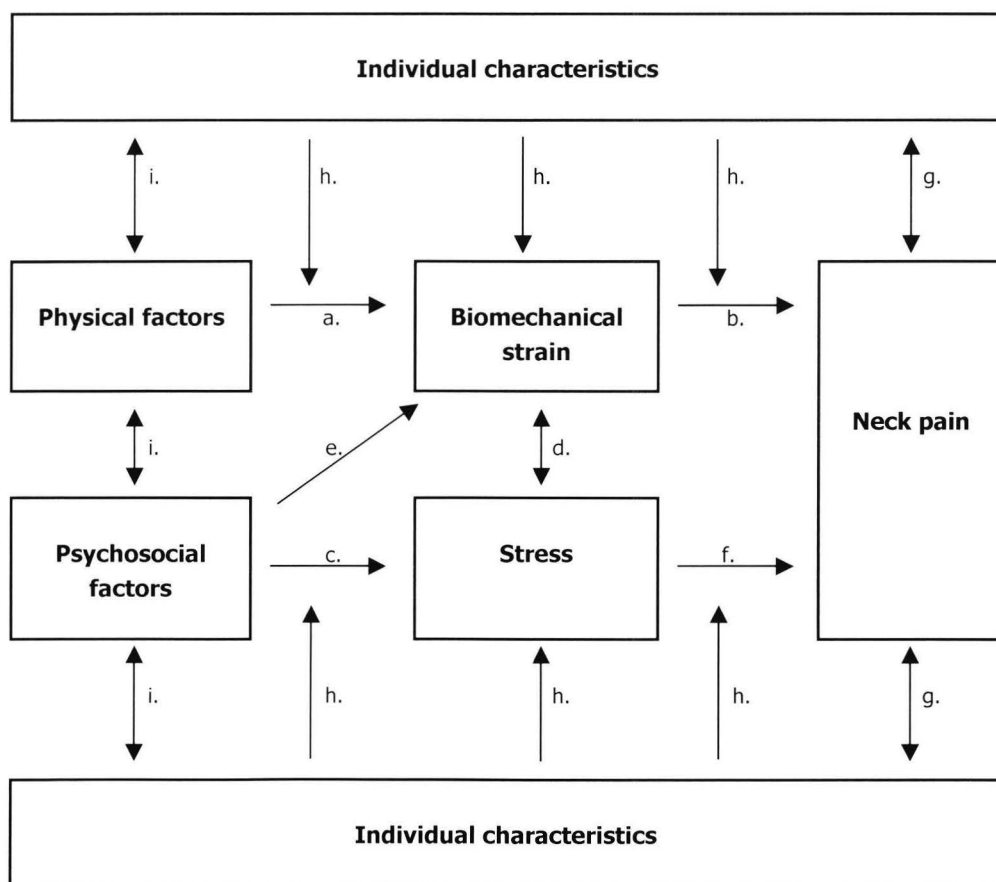 Individual characteristics
i.
h.
h.
h.
g.
Physical factors
a.
Biomechanical
strain
b.
Neck pain
i.
e.
d.
Psychosocial
factors
c.
Stress
f.
i.
h.
h.
h.
g.
Individual characteristics